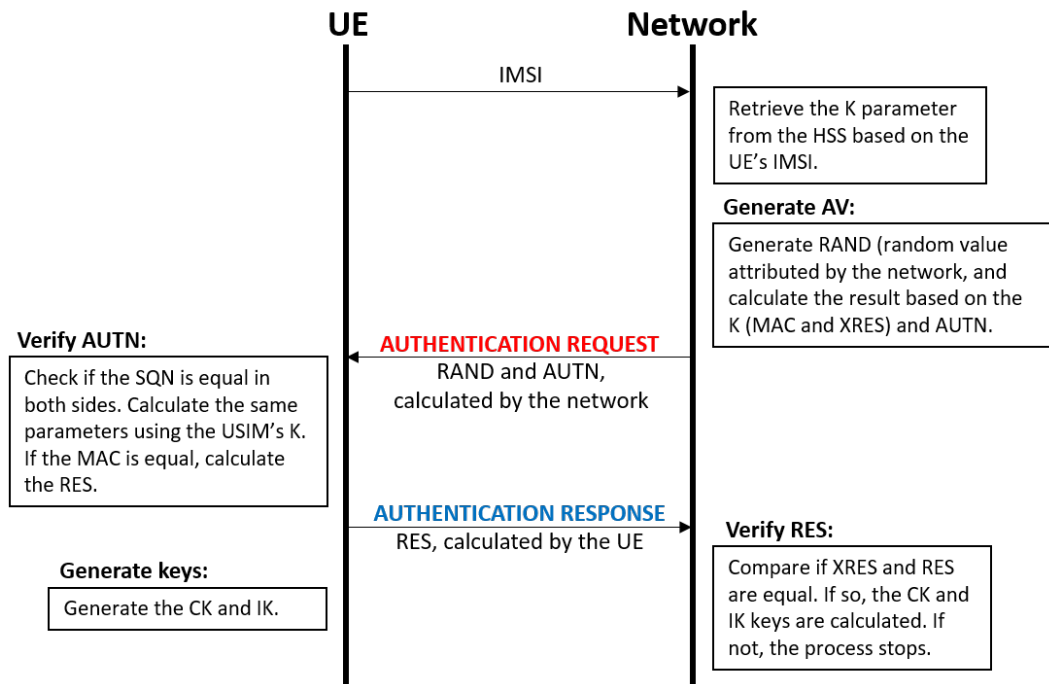 UE
Network
IMSI
Retrieve the K parameter
from the HSS based on the
UE's IMSI.
Generate AV:
Generate RAND (random value
attributed by the network, and
calculate the result based on the
K (MAC and XRES) and AUTN.
Verify AUTN:
Check if the SQN is equal in
both sides. Calculate the same
parameters using the USIM's K.
If the MAC is equal, calculate
the RES.
AUTHENTICATION REQUEST
RAND and AUTN,
calculated by the network
AUTHENTICATION RESPONSE
RES, calculated by the UE
Verify RES:
Compare if XRES and RES
are equal. If so, the CK and
IK keys are calculated. If
not, the process stops.
Generate keys:
Generate the CK and IK.